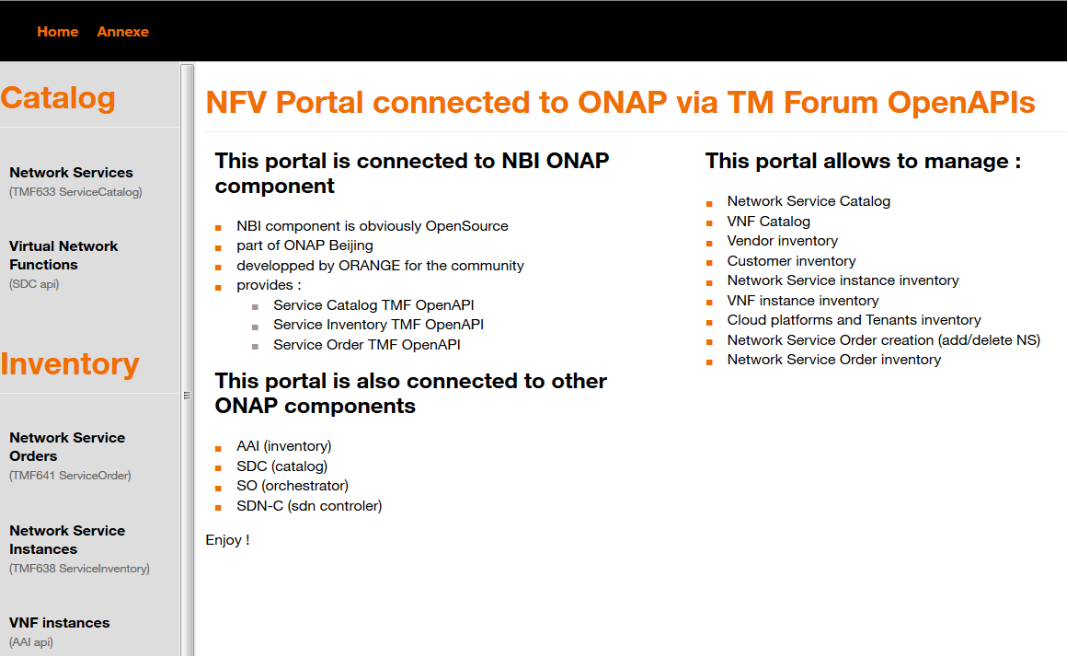 Home Annexe
Catalog
Network Services
(TMF633 ServiceCatalog)
Virtual Network
Functions
(SDC api)
Inventory
Network Service
Orders
(TMF641 ServiceOrder)
Network Service
Instances
(TMF638 ServiceInventory)
VNF instances
(AAI api)
NFV Portal connected to ONAP via TM Forum OpenAPIs
This portal is connected to NBI ONAP
component
NBI component is obviously OpenSource
part of ONAP Beijing
developped by ORANGE for the community
provides :
Service Catalog TMF OpenAPI
Service Inventory TMF OpenAPI
Service Order TMF OpenAPI
This portal is also connected to other
ONAP components
AAI (inventory)
SDC (catalog)
SO (orchestrator)
SDN-C (sdn controler)
Enjoy !
This portal allows to manage :
Network Service Catalog
VNF Catalog
Vendor inventory
Customer inventory
Network Service instance inventory
VNF instance inventory
Cloud platforms and Tenants inventory
Network Service Order creation (add/delete NS)
Network Service Order inventory